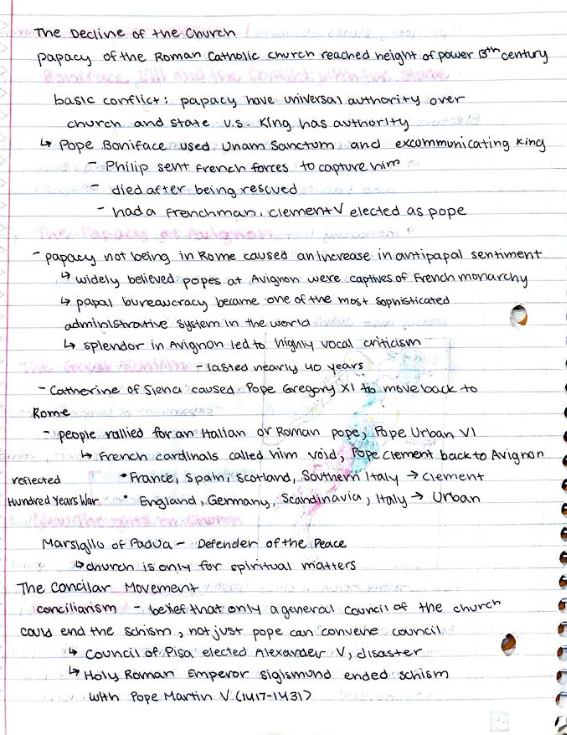 The Decline of the Church
papacy of the Roman Catholic church reached height of power 13th century
Boniface VIII and the Conflict with the State
basic conflict: papacy have universal authority over
church and state v.s. King has authority
↳ Pope Boniface used Unam Sanctum and excommunicating King
- Philip sent French forces to capture him
- died after being rescued
- had a Frenchman, Clement V elected as pope
The Papacy at Avignon
- papacy not being in Rome caused an increase in antipapal sentiment
↳ widely believed popes at Avignon were captives of French monarchy
↳ papal bureaucracy became one of the most sophisticated
administrative system in the world
↳ splendor in Avignon led to highly vocal criticism
The Great Schism - lasted nearly 40 years
- Catherine of Siena caused Pope Gregory XI to move back to
Rome
- people rallied for an Italian or Roman pope, Pope Urban VI
↳ French cardinals called him void, Pope Clement back to Avignon
reflected • France, Spain, Scotland, Southern Italy → Clement
Hundred Years War • England, Germany, Scandinavia, Italy → Urban
New Thoughts on Church
Marsiglio of Padua - Defender of the Peace
↳ church is only for spiritual matters
The Concilar Movement
conciliarism - belief that only a general council of the church
could end the schism, not just pope can convene council
↳ Council of Pisa elected Alexander V, disaster
↳ Holy Roman Emperor Sigismund ended schism
with Pope Martin V (1417-1431)